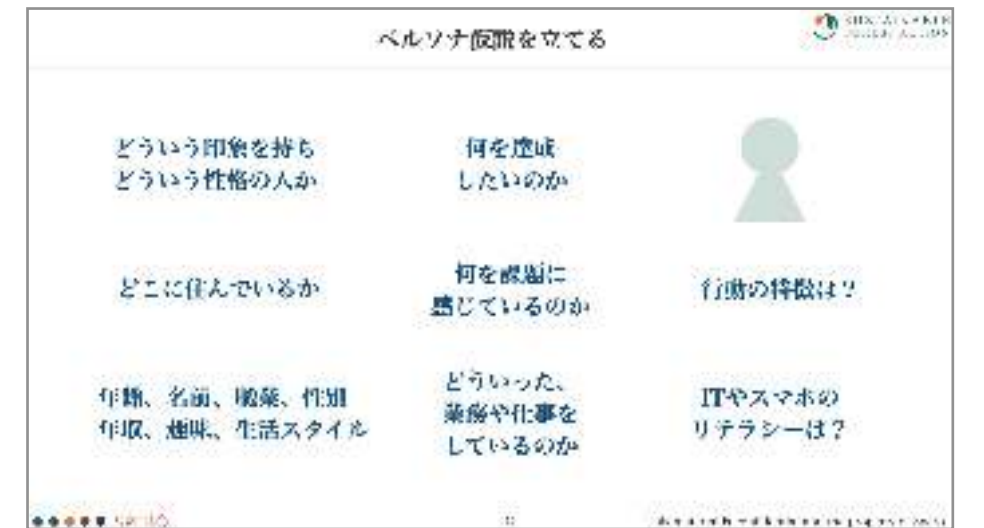 ペルソナ仮説を立てる
どういう印象を持ち
どういう性格の人か
何を達成
したいのか
どこに住んでいるか
何を課題に
感じているのか
行動の特徴は？
年齢、名前、職業、性別
年収、趣味、生活スタイル
どういった、
業務や仕事を
しているのか
ITやスマホの
リテラシーは？